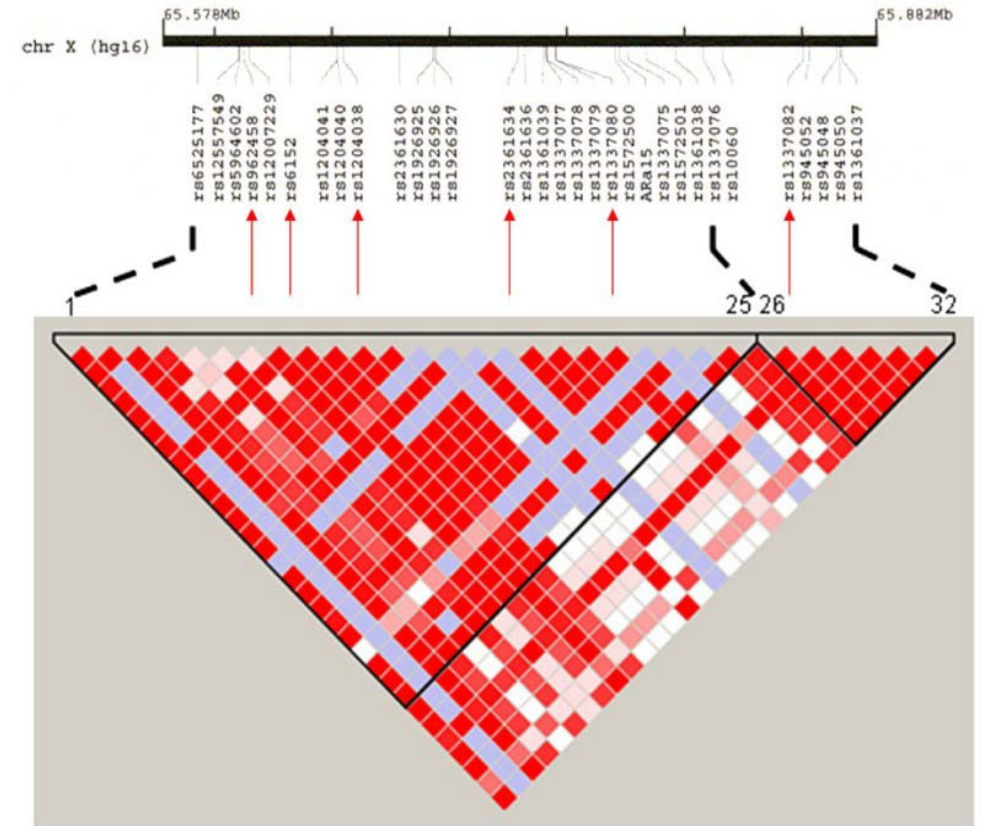 65.578Mb 65.882Mb
chr X (hg16)
rs6525177
rs12557549
rs5964602
rs962458
rs12007229
rs6152
rs1204041
rs1204040
rs1204038
rs2361630
rs1926925
rs1926926
rs1926927
rs2361634
rs2361636
rs1361039
rs1337077
rs1337078
rs1337079
rs1337080
rs1572500
ARa15
rs1337075
rs1572501
rs1361038
rs1337076
rs10060
rs1337082
rs945052
rs945048
rs945050
rs1361037
1 25 26 32